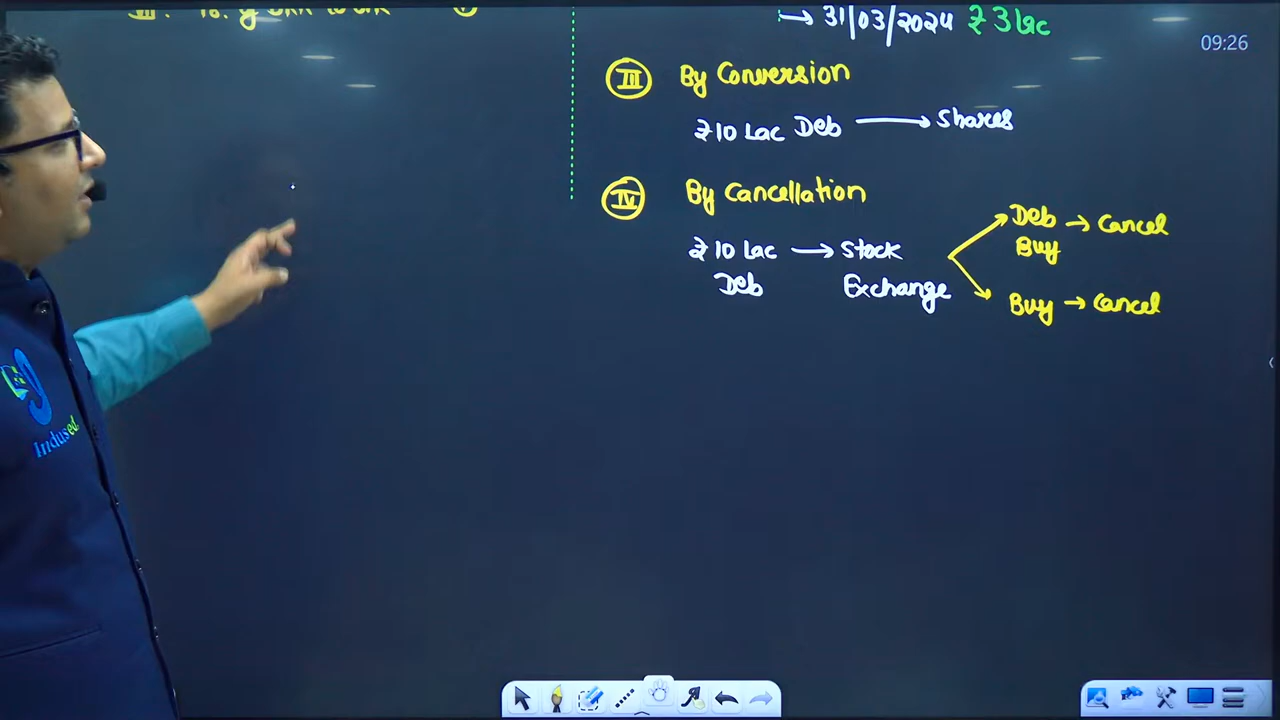 → 31/03/2024 ₹3 lac
09:26
III By Conversion
₹10 Lac Deb → Shares
IV By Cancellation
₹10 Lac Deb → Stock Exchange
Deb Buy → Cancel
Buy → Cancel
Indused